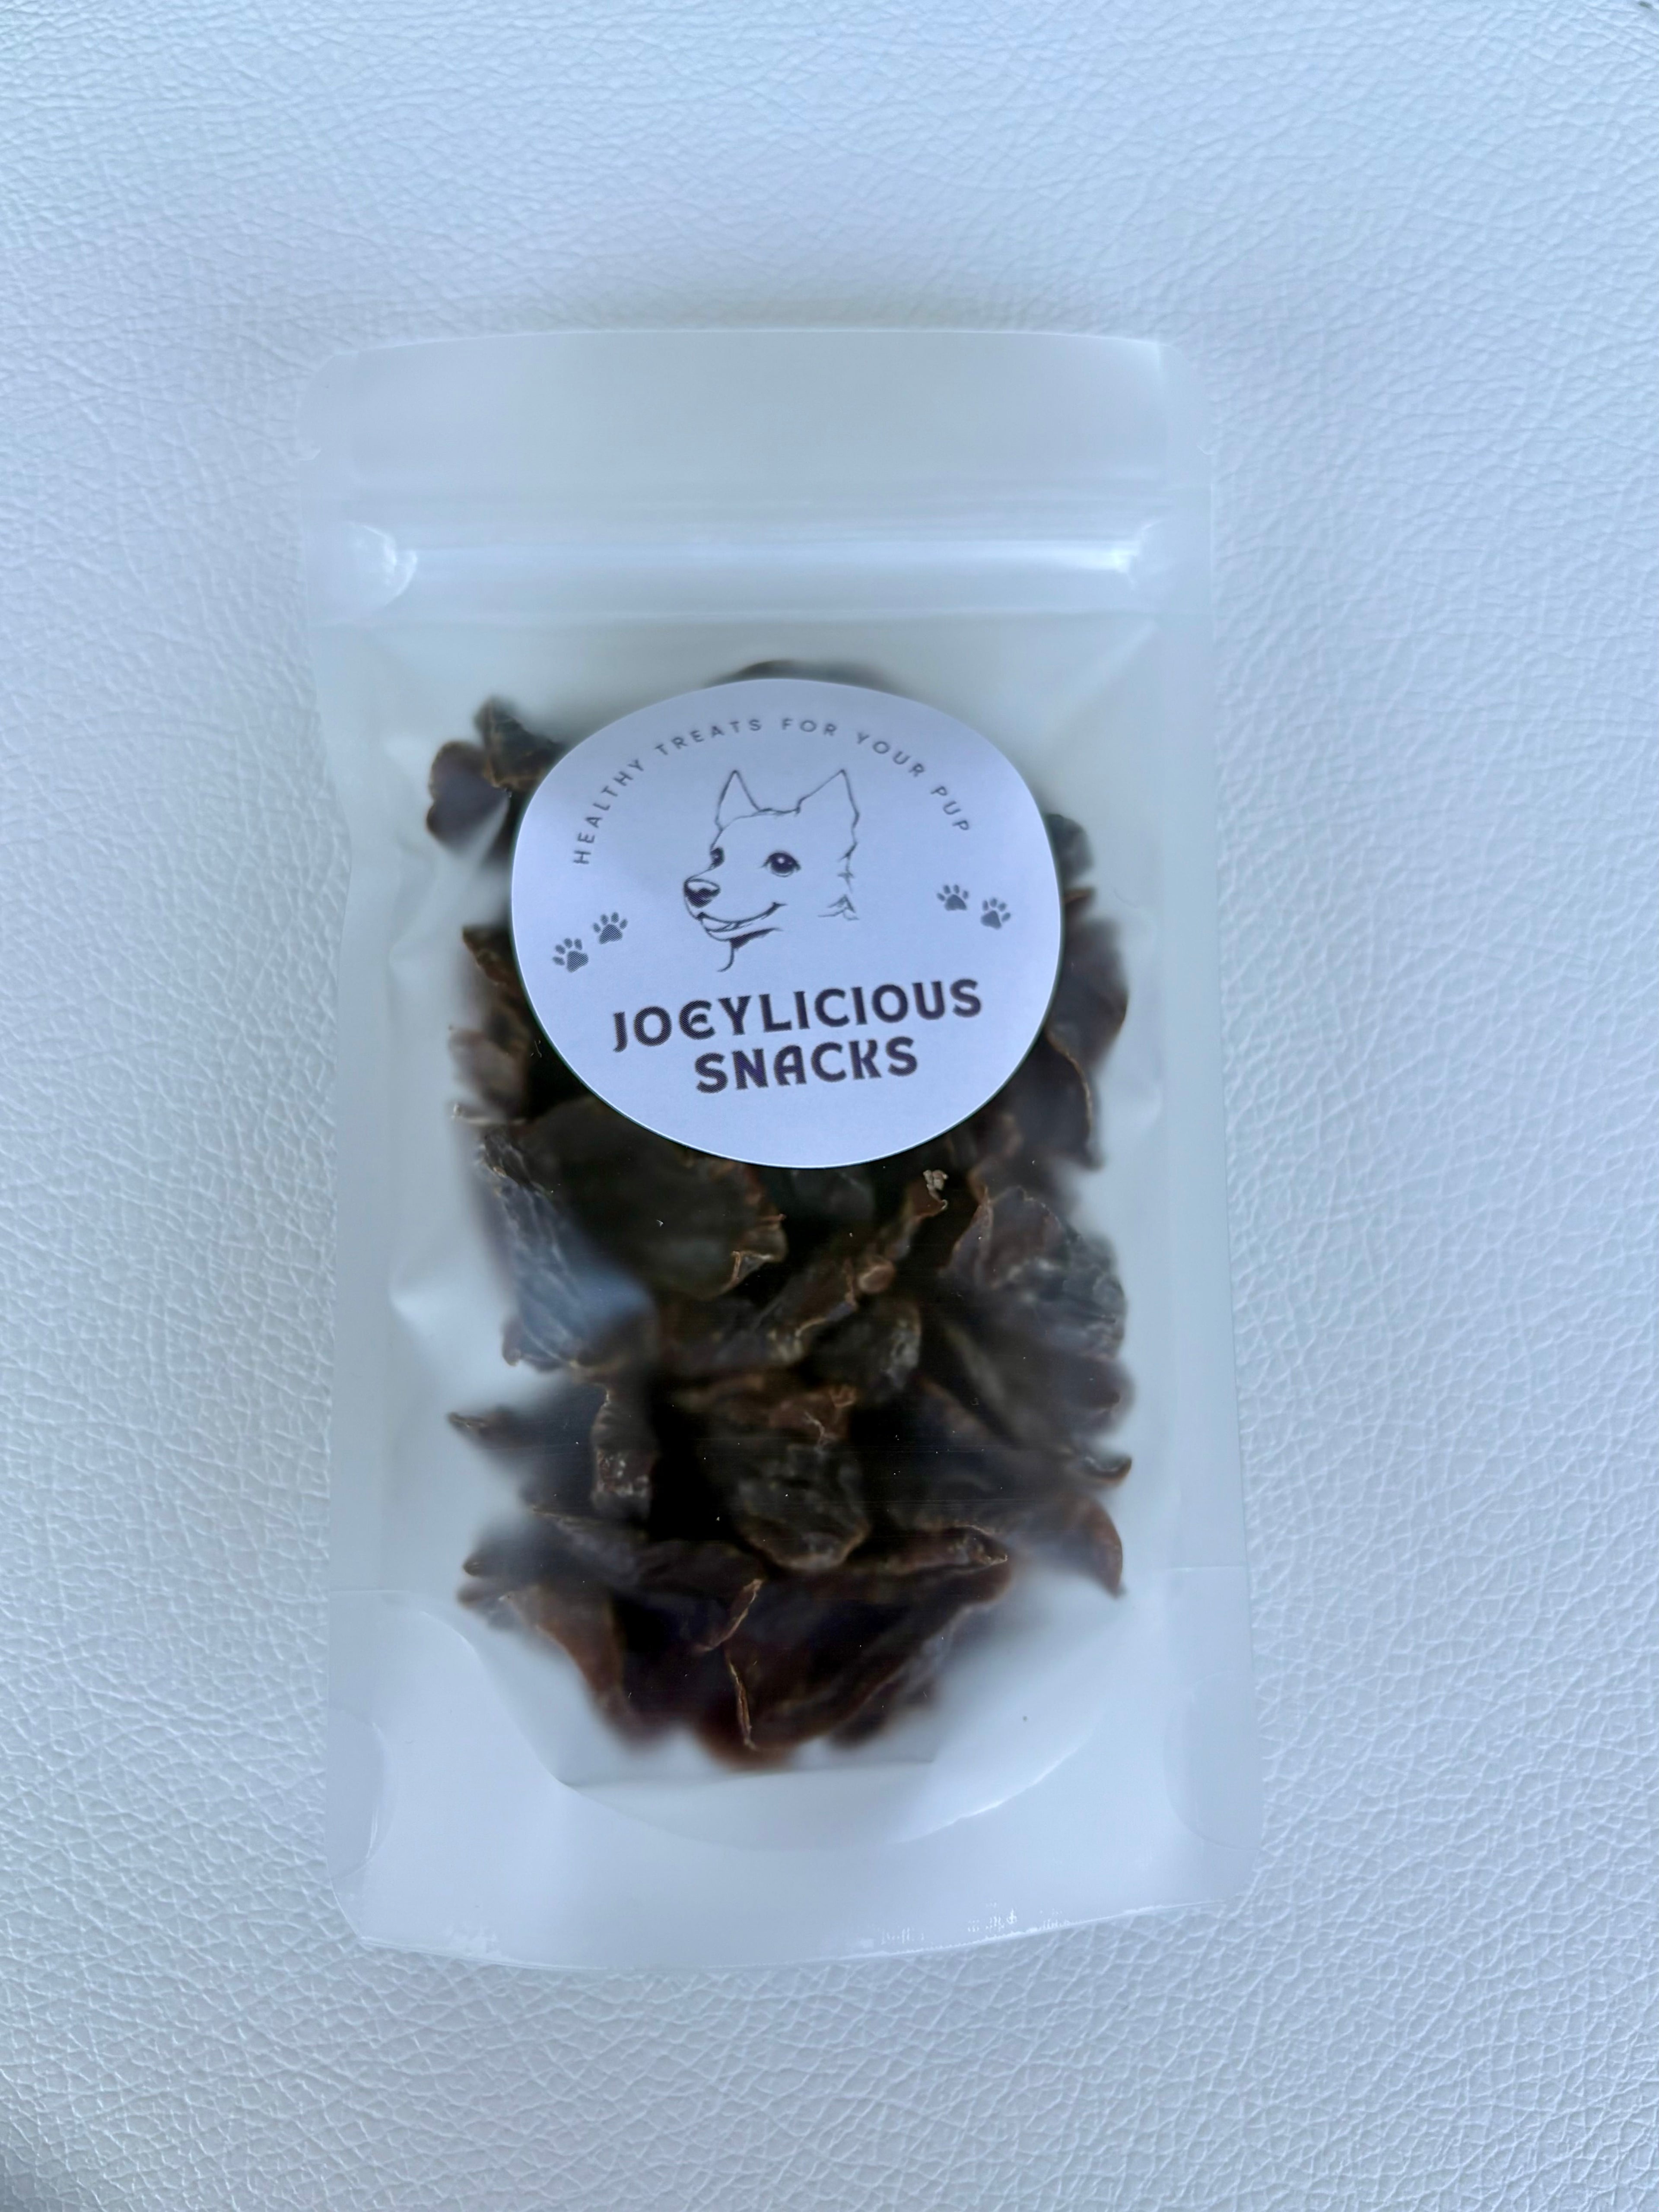 HEALTHY TREATS FOR YOUR PUP
JOEYLICIOUS
SNACKS